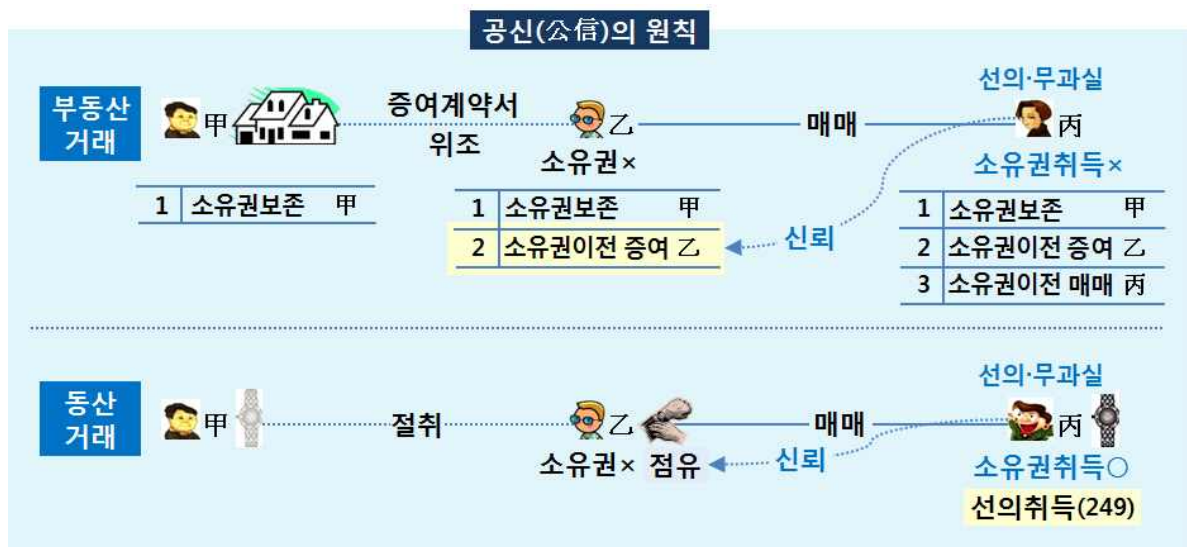 공신(公信)의 원칙
선의·무과실
부동산
거래
甲
증여계약서
위조
乙
매매
丙
소유권×
소유권취득×
1 소유권보존 甲
1 소유권보존 甲
2 소유권이전 증여 乙
신뢰
1 소유권보존 甲
2 소유권이전 증여 乙
3 소유권이전 매매 丙
선의·무과실
동산
거래
甲
절취
乙
매매
丙
소유권× 점유
신뢰
소유권취득○
선의취득(249)